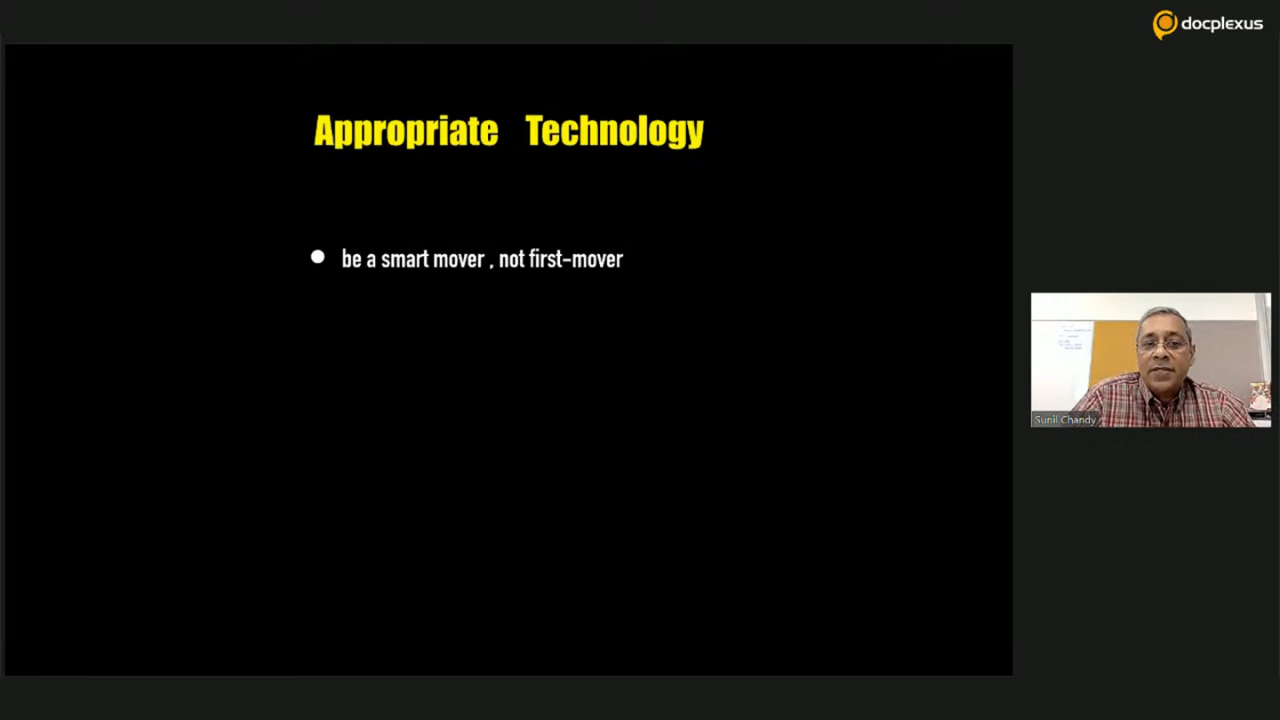 docplexus
Appropriate Technology
be a smart mover , not first-mover
Sunil Chandy